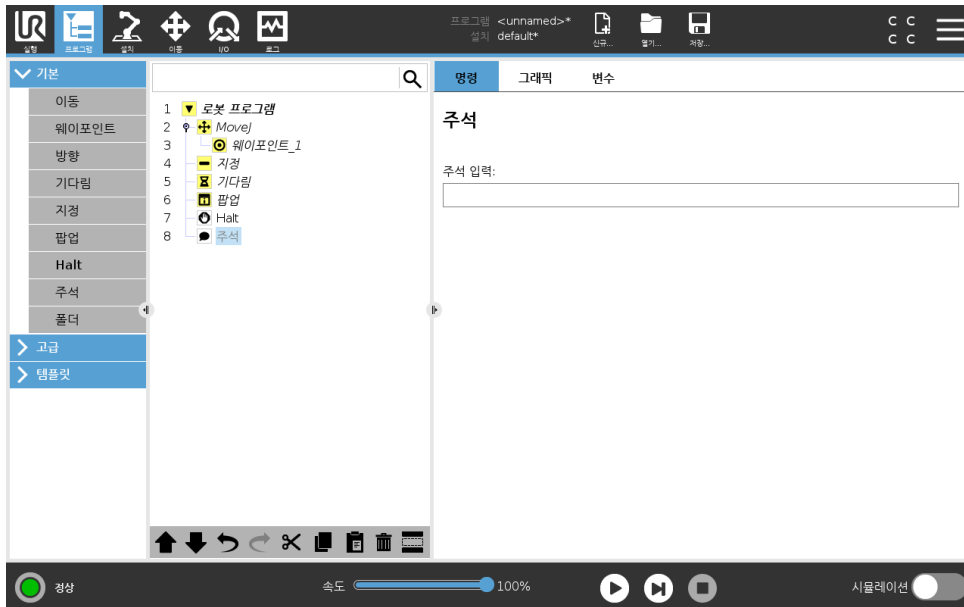 UR
실행
프로그램
설치
이동
I/O
로그
프로그램 <unnamed>*
설치 default*
신규...
열기...
저장...
C C
C C
기본
이동
웨이포인트
방향
기다림
지정
팝업
Halt
주석
폴더
고급
템플릿
1 로봇 프로그램
2 MoveJ
3 웨이포인트_1
4 지정
5 기다림
6 팝업
7 Halt
8 주석
명령 그래픽 변수
주석
주석 입력:
정상
속도 100%
시뮬레이션